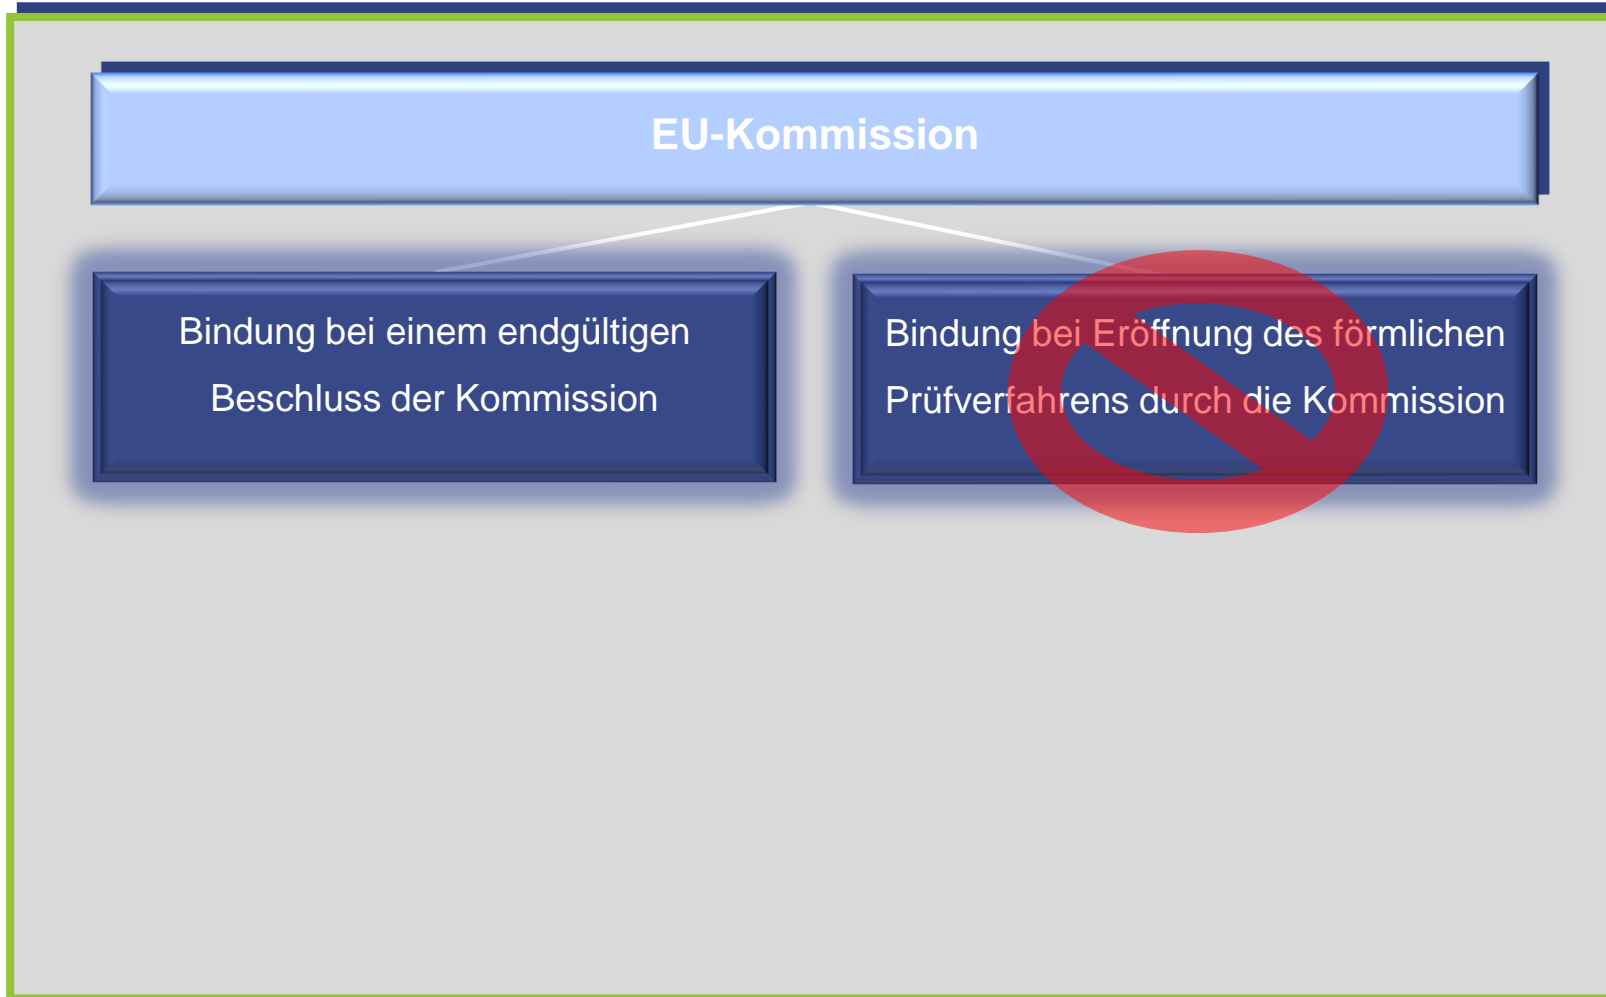 EU-Kommission
Bindung bei einem endgültigen
Beschluss der Kommission
Bindung bei Eröffnung des förmlichen
Prüfverfahrens durch die Kommission